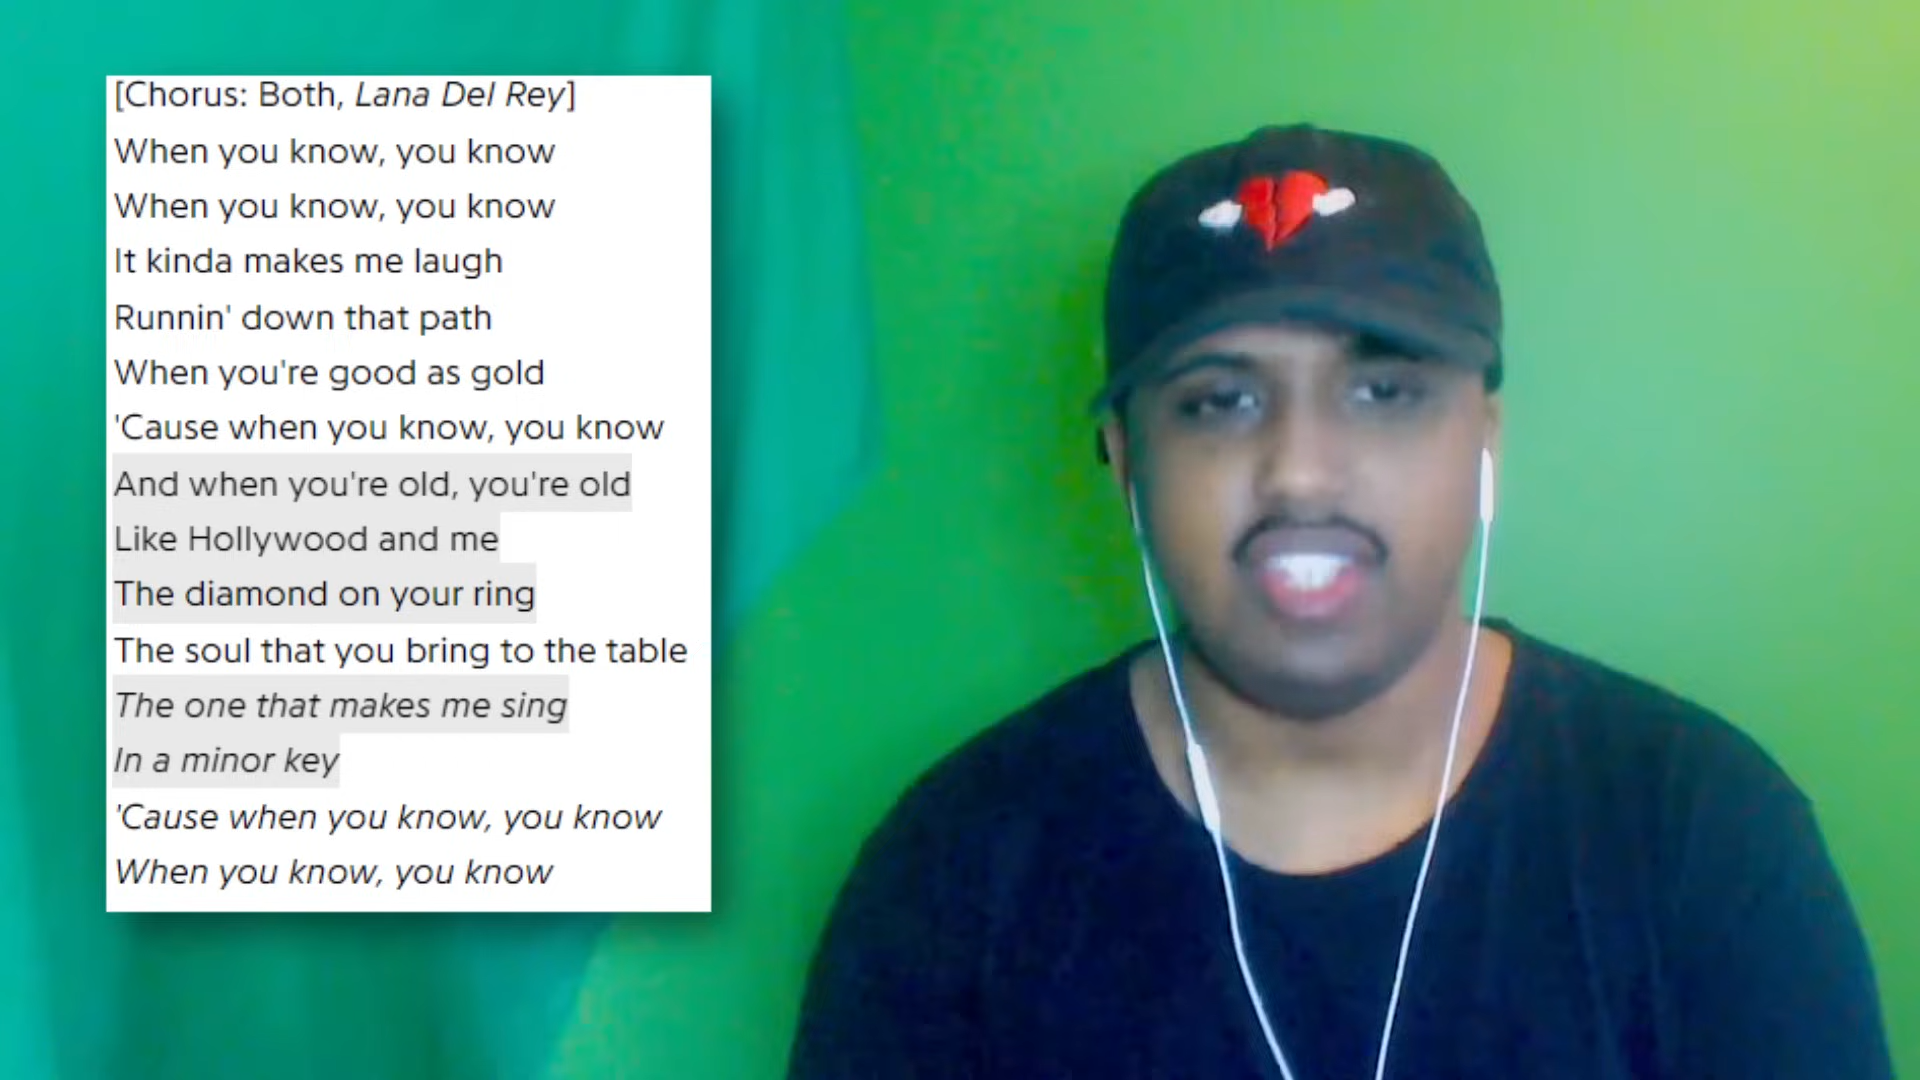 [Chorus: Both, Lana Del Rey]
When you know, you know
When you know, you know
It kinda makes me laugh
Runnin' down that path
When you're good as gold
'Cause when you know, you know
And when you're old, you're old
Like Hollywood and me
The diamond on your ring
The soul that you bring to the table
The one that makes me sing
In a minor key
'Cause when you know, you know
When you know, you know